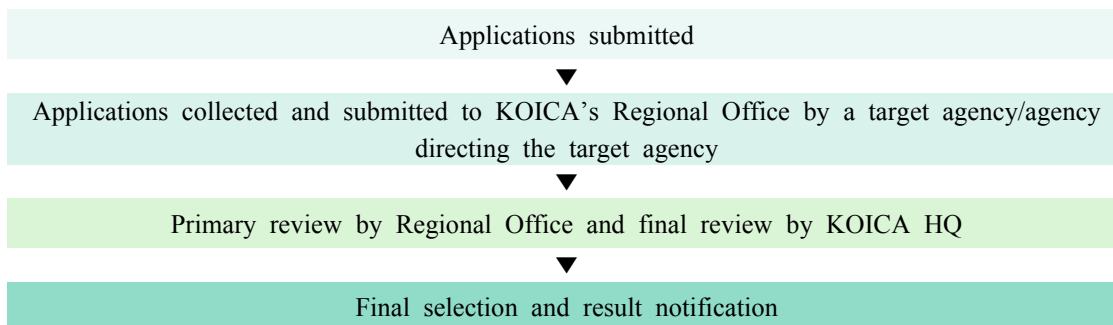 Applications submitted
Applications collected and submitted to KOICA's Regional Office by a target agency/agency
directing the target agency
Primary review by Regional Office and final review by KOICA HQ
Final selection and result notification